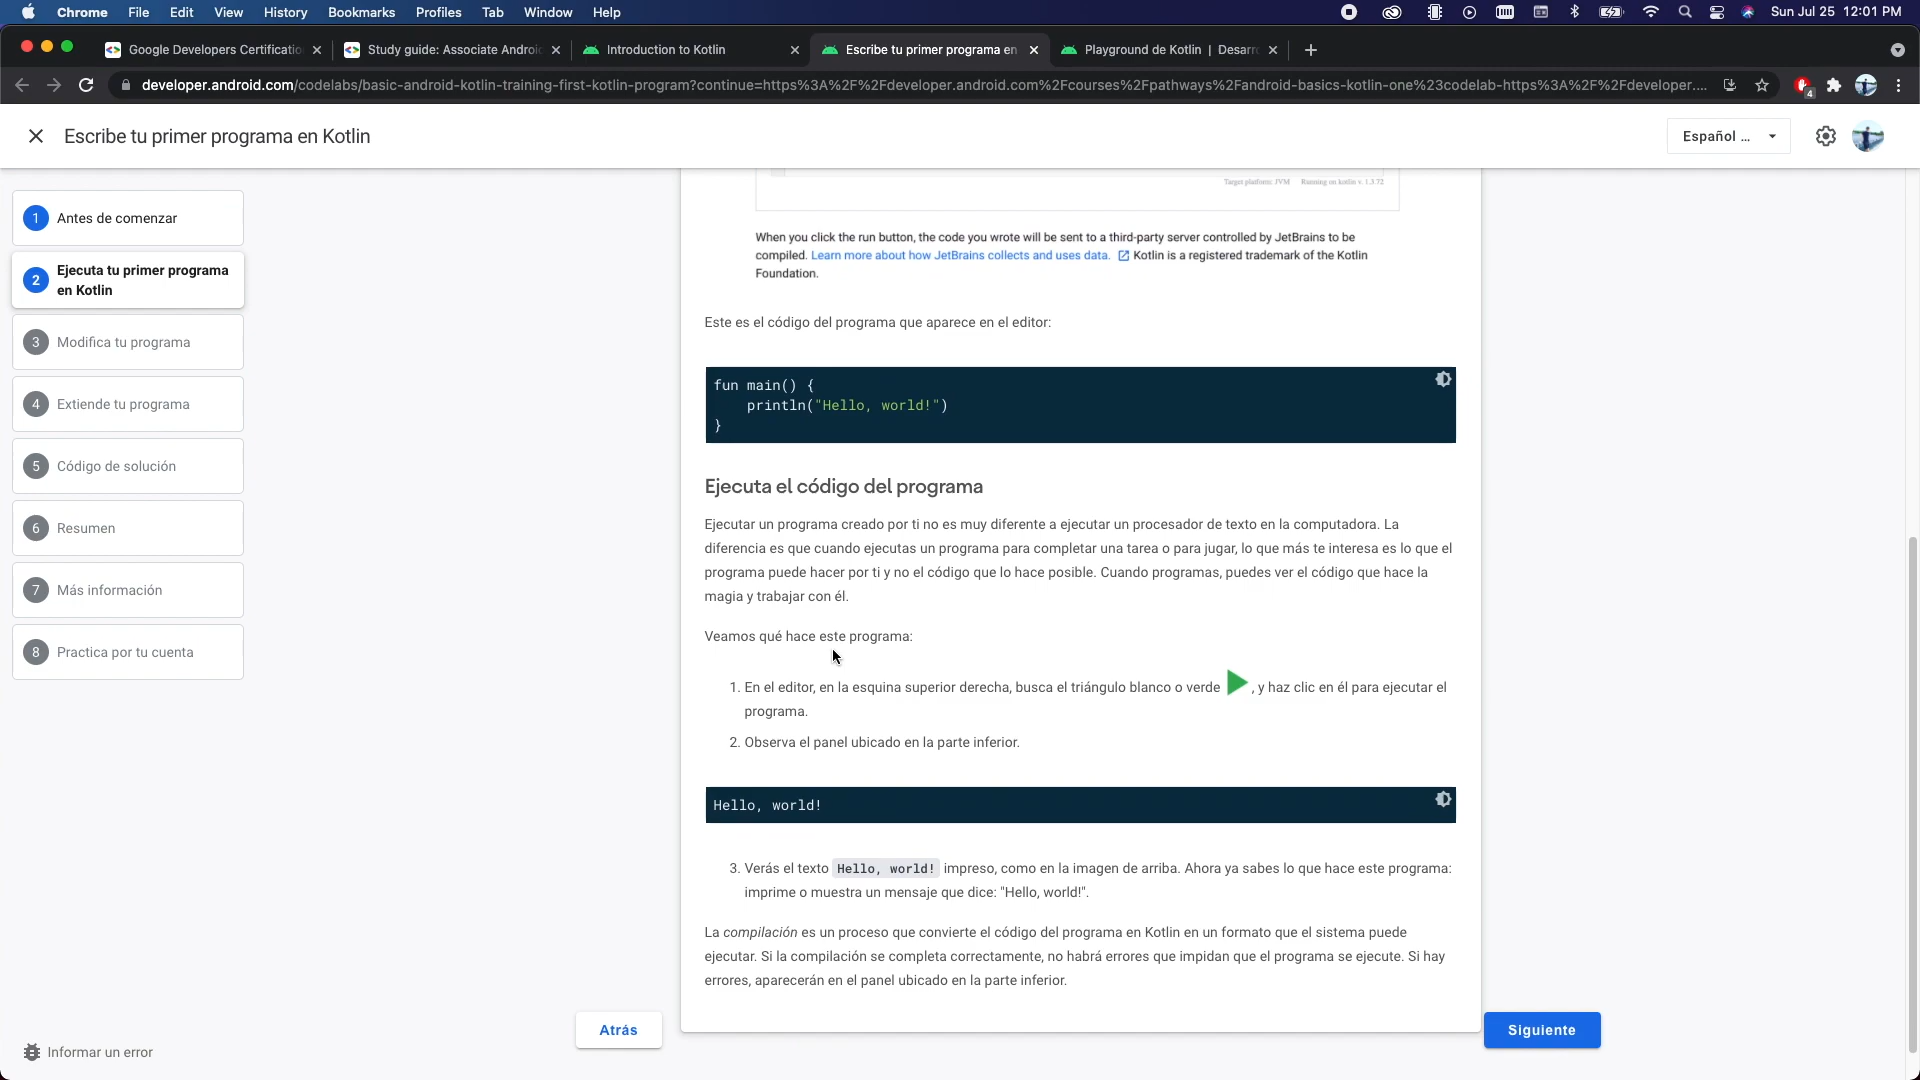 Chrome File Edit View History Bookmarks Profiles Tab Window Help Sun Jul 25 12:01 PM
Google Developers Certificatio Study guide: Associate Androi Introduction to Kotlin Escribe tu primer programa en Playground de Kotlin | Desarr
developer.android.com/codelabs/basic-android-kotlin-training-first-kotlin-program?continue=https%3A%2F%2Fdeveloper.android.com%2Fcourses%2Fpathways%2Fandroid-basics-kotlin-one%23codelab-https%3A%2F%2Fdeveloper.... 4
Escribe tu primer programa en Kotlin
Español ...
1 Antes de comenzar
2 Ejecuta tu primer programa
en Kotlin
3 Modifica tu programa
4 Extiende tu programa
5 Código de solución
6 Resumen
7 Más información
8 Practica por tu cuenta
Informar un error
Target platform: JVM Running on kotlin v. 1.3.72
When you click the run button, the code you wrote will be sent to a third-party server controlled by JetBrains to be
compiled. Learn more about how JetBrains collects and uses data. Kotlin is a registered trademark of the Kotlin
Foundation.
Este es el código del programa que aparece en el editor:
fun main() {
println("Hello, world!")
}
Ejecuta el código del programa
Ejecutar un programa creado por ti no es muy diferente a ejecutar un procesador de texto en la computadora. La
diferencia es que cuando ejecutas un programa para completar una tarea o para jugar, lo que más te interesa es lo que el
programa puede hacer por ti y no el código que lo hace posible. Cuando programas, puedes ver el código que hace la
magia y trabajar con él.
Veamos qué hace este programa:
1. En el editor, en la esquina superior derecha, busca el triángulo blanco o verde , y haz clic en él para ejecutar el
programa.
2. Observa el panel ubicado en la parte inferior.
Hello, world!
3. Verás el texto Hello, world! impreso, como en la imagen de arriba. Ahora ya sabes lo que hace este programa:
imprime o muestra un mensaje que dice: "Hello, world!".
La compilación es un proceso que convierte el código del programa en Kotlin en un formato que el sistema puede
ejecutar. Si la compilación se completa correctamente, no habrá errores que impidan que el programa se ejecute. Si hay
errores, aparecerán en el panel ubicado en la parte inferior.
Atrás
Siguiente